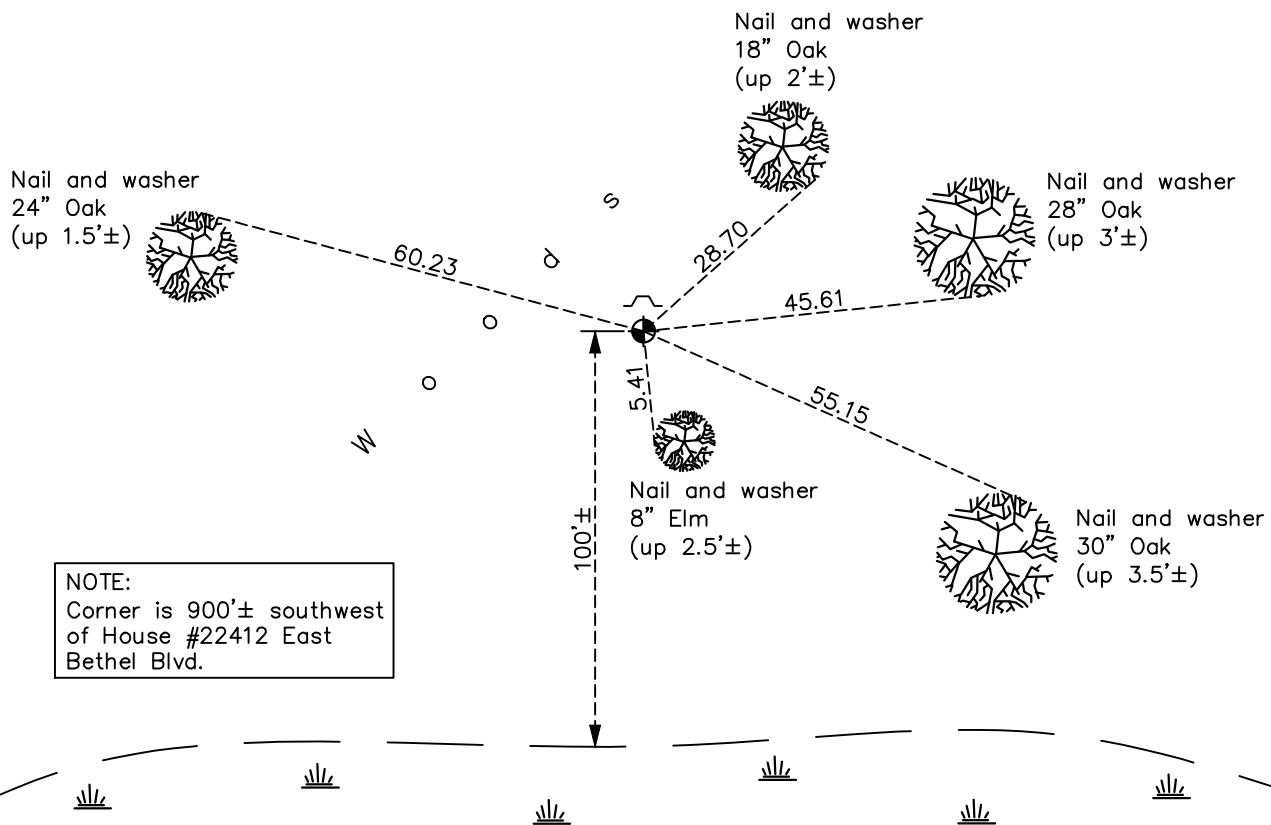 Nail and washer
18" Oak
(up 2'±)
Nail and washer
24" Oak
(up 1.5'±)
Nail and washer
28" Oak
(up 3'±)
60.23
28.70
45.61
5.41
55.15
Woods
100'±
Nail and washer
8" Elm
(up 2.5'±)
Nail and washer
30" Oak
(up 3.5'±)
NOTE:
Corner is 900'± southwest
of House #22412 East
Bethel Blvd.